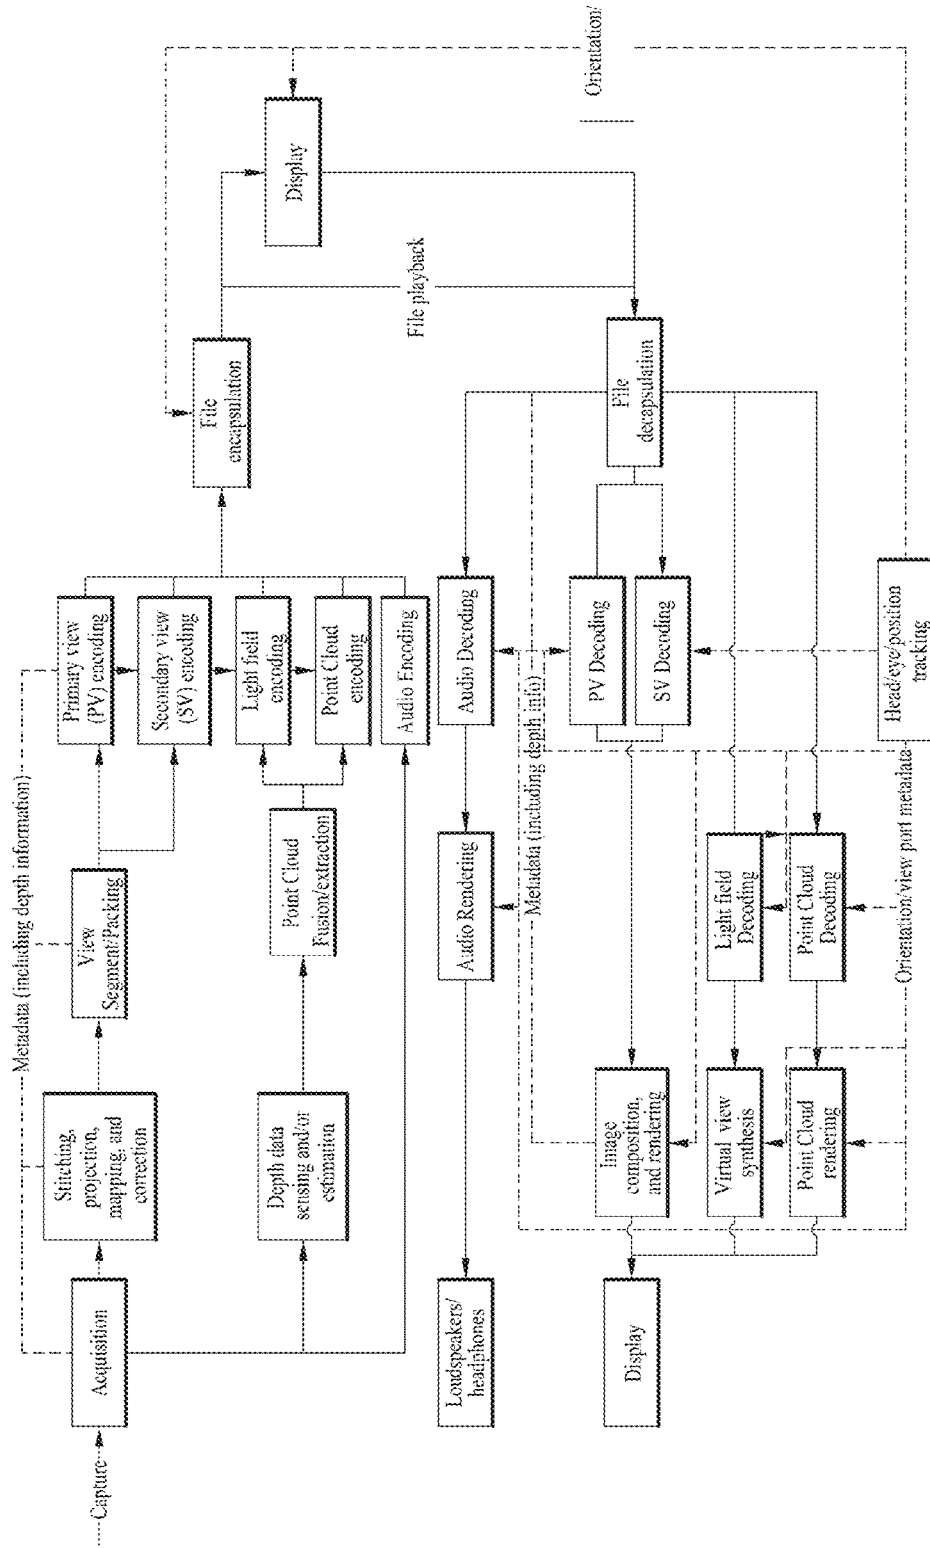 Capture
Acquisition
Metadata (including depth information)
Stitching,
projection,
mapping, and
correction
View
Segment/Packing
Primary view
(PV) encoding
Secondary view
(SV) encoding
Depth data
sensing and/or
estimation
Point Cloud
Fusion/extraction
Light field
encoding
Point Cloud
encoding
Audio Encoding
File
encapsulation
Display
File playback
Orientation/
Loudspeakers/
headphones
Audio Rendering
Audio Decoding
Metadata (including depth info)
Display
Image
composition,
and rendering
PV Decoding
SV Decoding
File
decapsulation
Virtual view
synthesis
Light field
Decoding
Point Cloud
rendering
Point Cloud
Decoding
Orientation/view port metadata
Head/eye/position
tracking